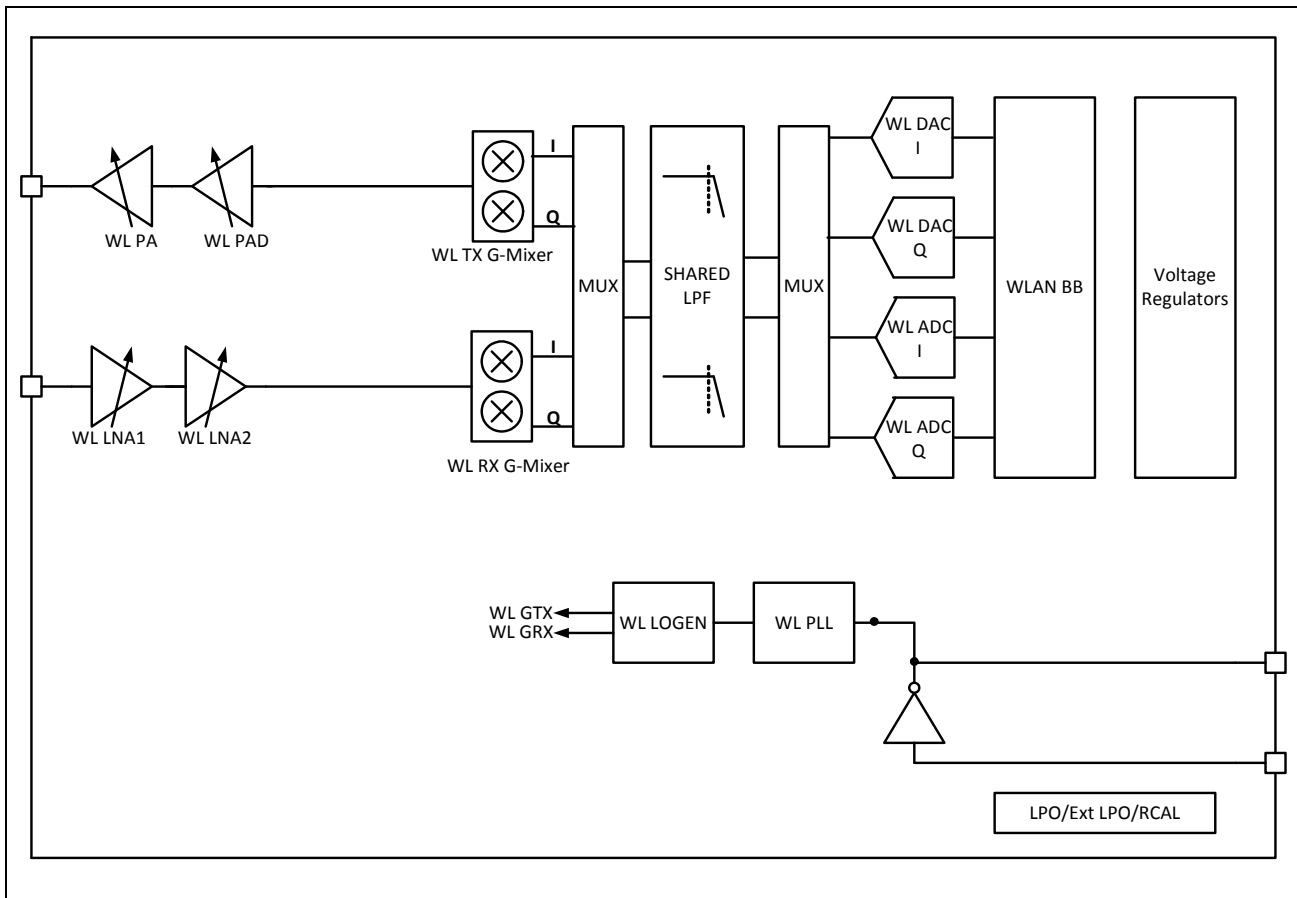 WL PA
WL PAD
WL TX G-Mixer
I
Q
MUX
SHARED
LPF
MUX
WL DAC
I
WL DAC
Q
WL ADC
I
WL ADC
Q
WLAN BB
Voltage
Regulators
WL LNA1
WL LNA2
WL RX G-Mixer
I
Q
WL GTX
WL GRX
WL LOGEN
WL PLL
LPO/Ext LPO/RCAL